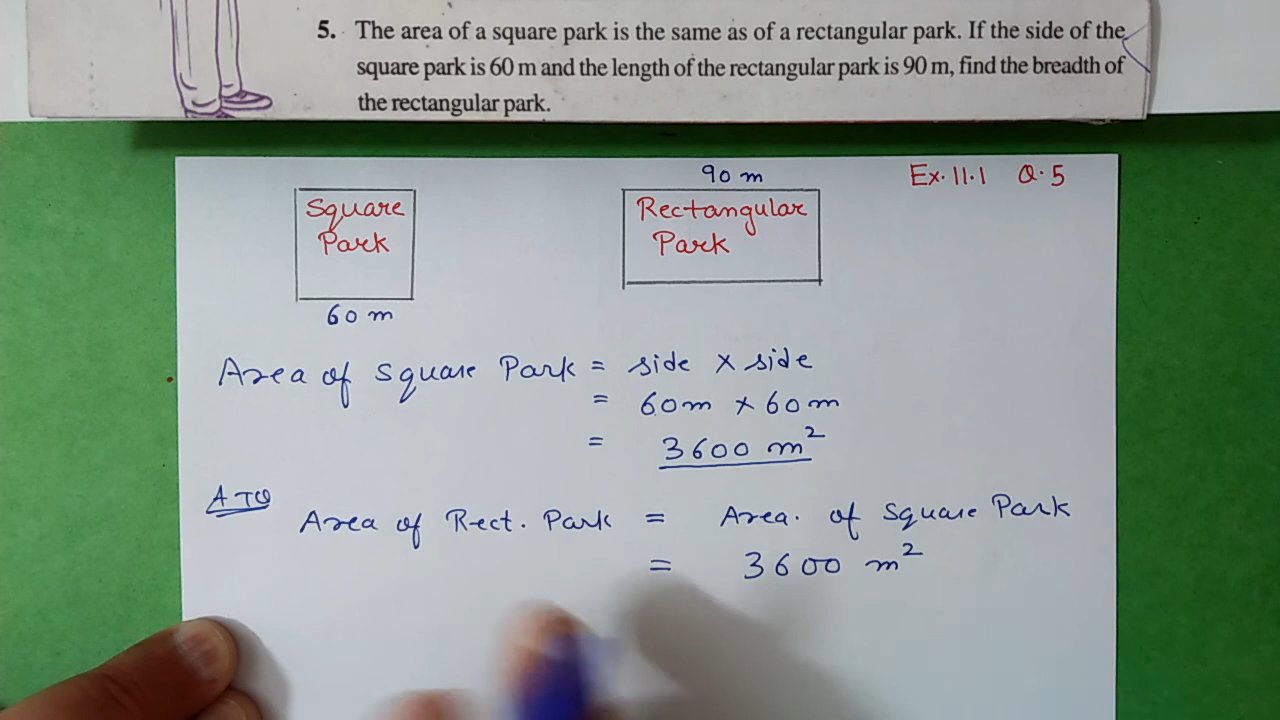 5. The area of a square park is the same as of a rectangular park. If the side of the
square park is 60 m and the length of the rectangular park is 90 m, find the breadth of
the rectangular park.
90 m
Ex. 11.1 Q. 5
Square
Park
Rectangular
Park
60 m
Area of square Park = side × side
= 60m × 60m
= 3600 m²
ATQ
Area of Rect. Park = Area. of square Park
= 3600 m²